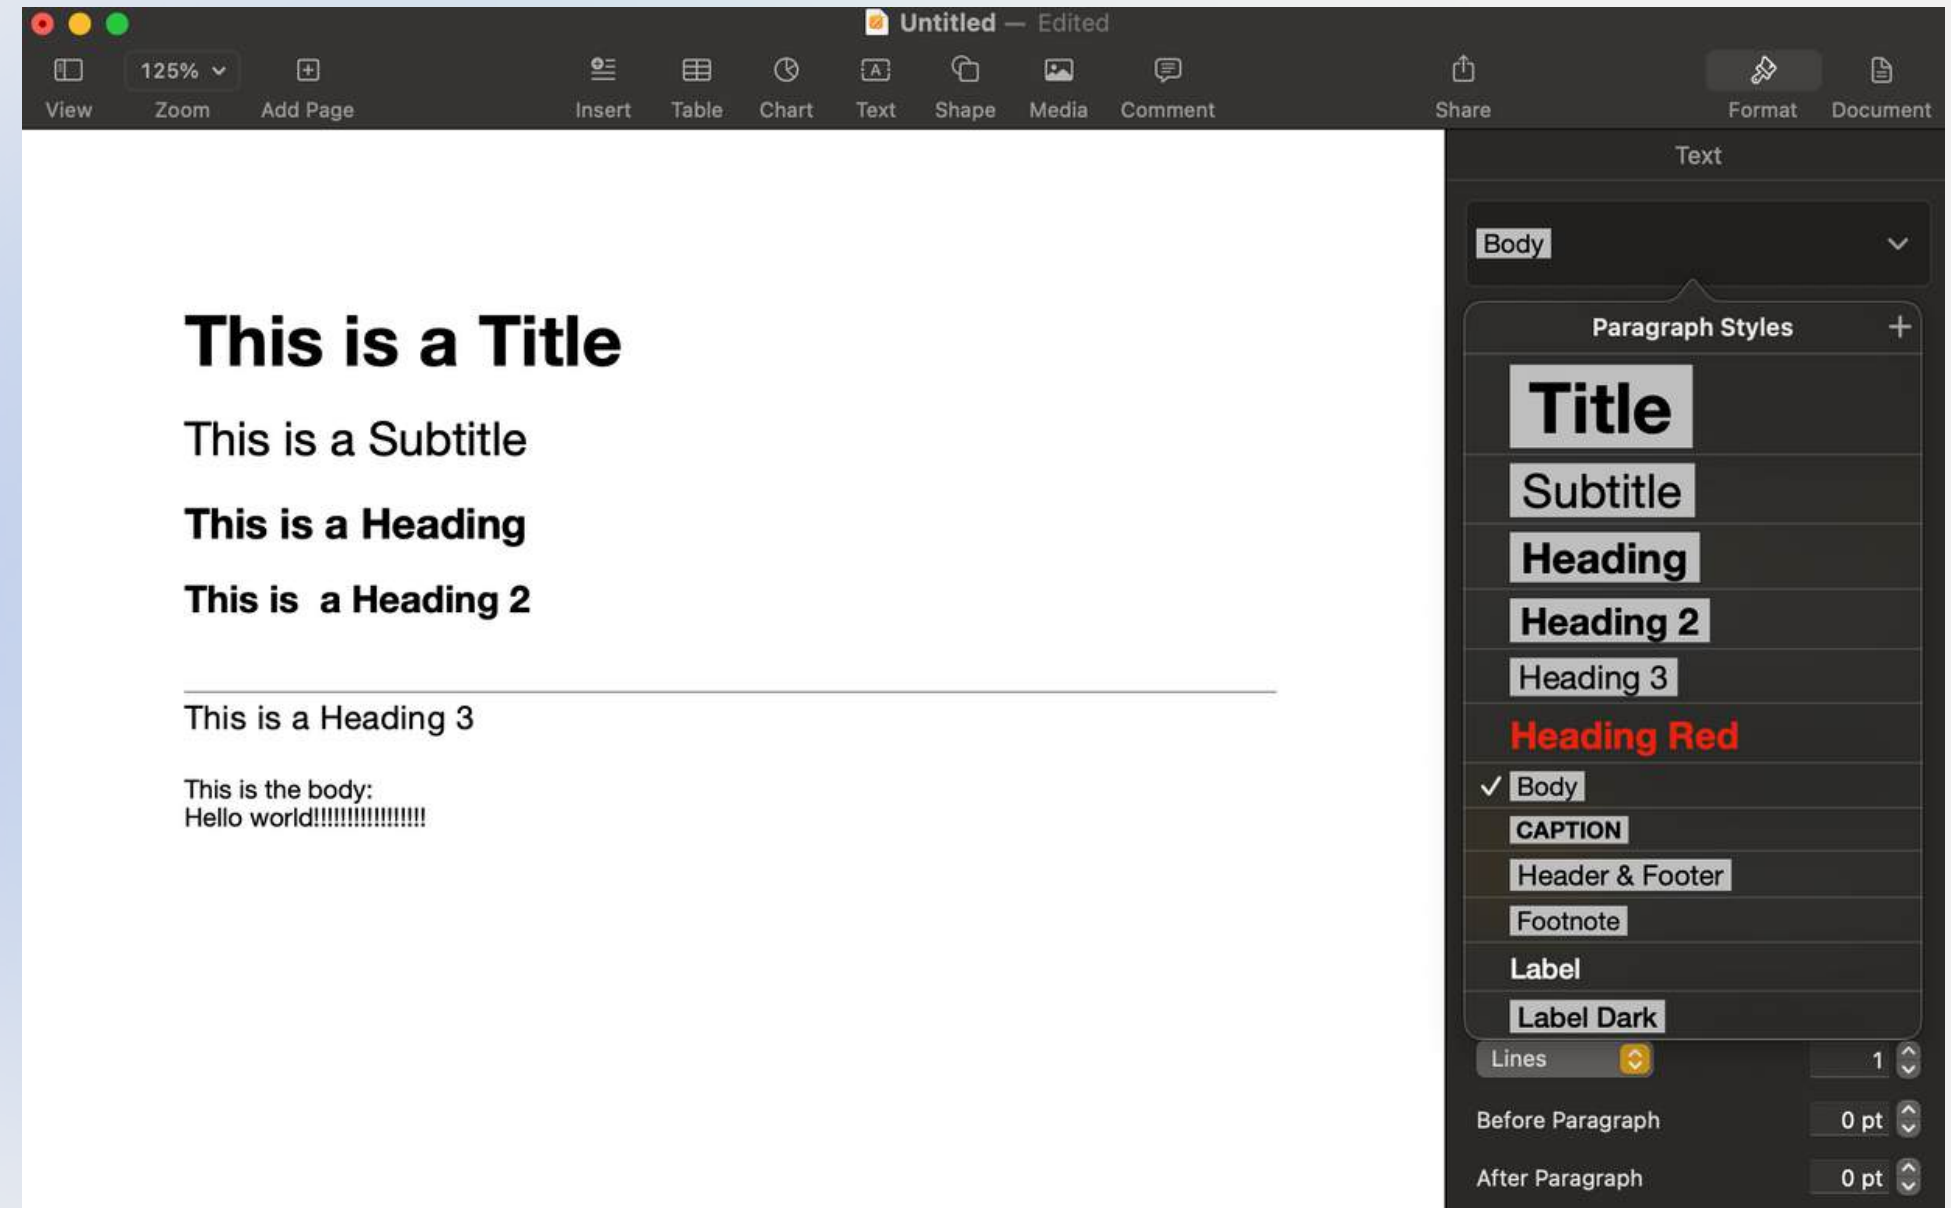 Untitled — Edited
125%
View Zoom Add Page Insert Table Chart Text Shape Media Comment Share Format Document
Text
Body
This is a Title
This is a Subtitle
This is a Heading
This is  a Heading 2
This is a Heading 3
This is the body:
Hello world!!!!!!!!!!!!!!!!!
Paragraph Styles
Title
Subtitle
Heading
Heading 2
Heading 3
Heading Red
Body
CAPTION
Header & Footer
Footnote
Label
Label Dark
Lines 1
Before Paragraph 0 pt
After Paragraph 0 pt